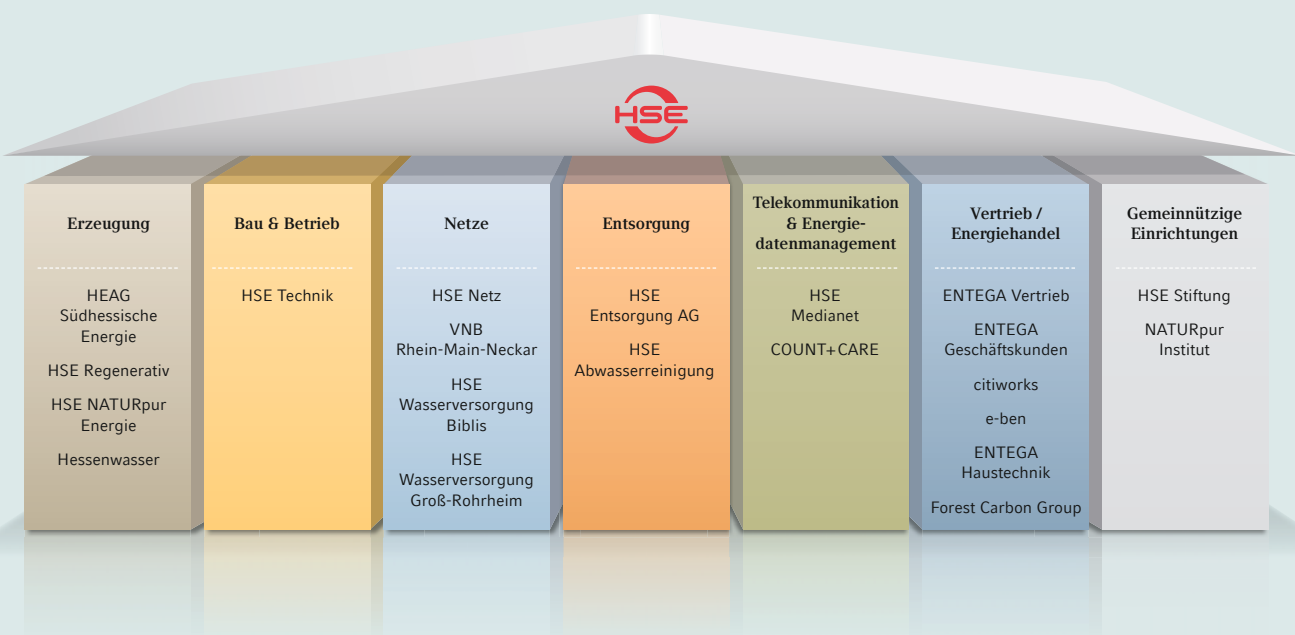 HSE
Erzeugung
HEAG
Südhessische
Energie
HSE Regenerativ
HSE NATURpur
Energie
Hessenwasser
Bau & Betrieb
HSE Technik
Netze
HSE Netz
VNB
Rhein-Main-Neckar
HSE
Wasserversorgung
Biblis
HSE
Wasserversorgung
Groß-Rohrheim
Entsorgung
HSE
Entsorgung AG
HSE
Abwasserreinigung
Telekommunikation
& Energie-
datenmanagement
HSE
Medianet
COUNT+CARE
Vertrieb /
Energiehandel
ENTEGA Vertrieb
ENTEGA
Geschäftskunden
citiworks
e-ben
ENTEGA
Haustechnik
Forest Carbon Group
Gemeinnützige
Einrichtungen
HSE Stiftung
NATURpur
Institut